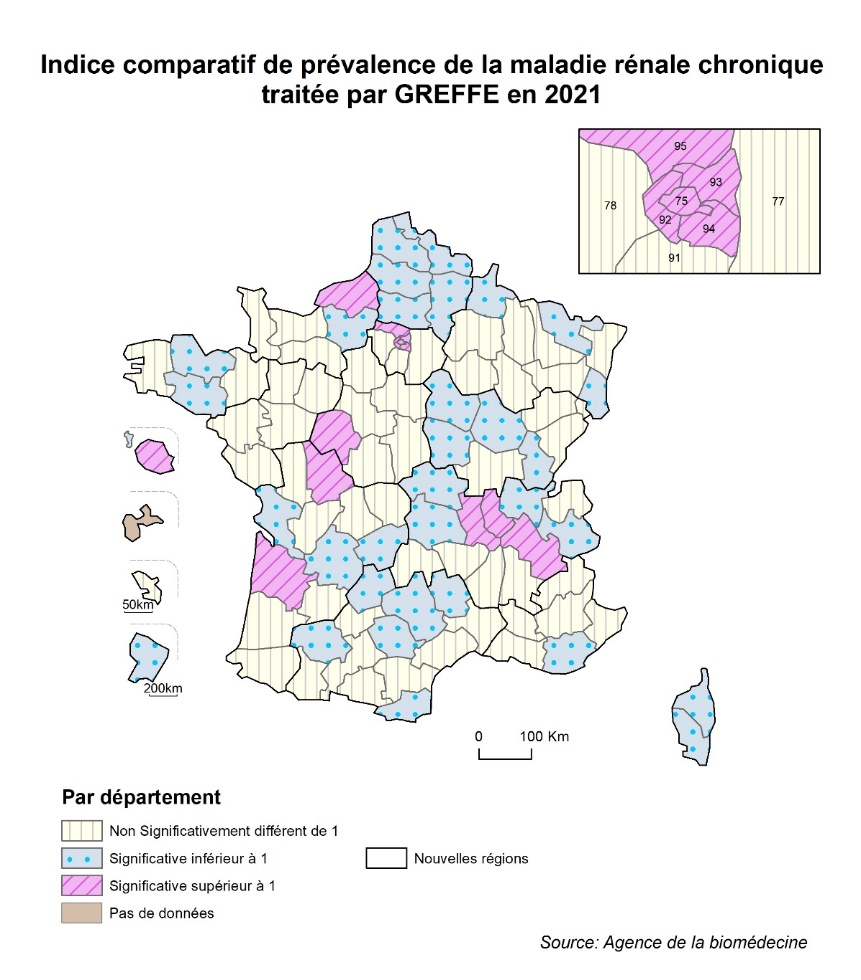 Indice comparatif de prévalence de la maladie rénale chronique
traitée par GREFFE en 2021
95
93
78
75
77
92
94
91
50km
200km
0 100 Km
Par département
Non Significativement différent de 1
Significative inférieur à 1
Nouvelles régions
Significative supérieur à 1
Pas de données
Source: Agence de la biomédecine